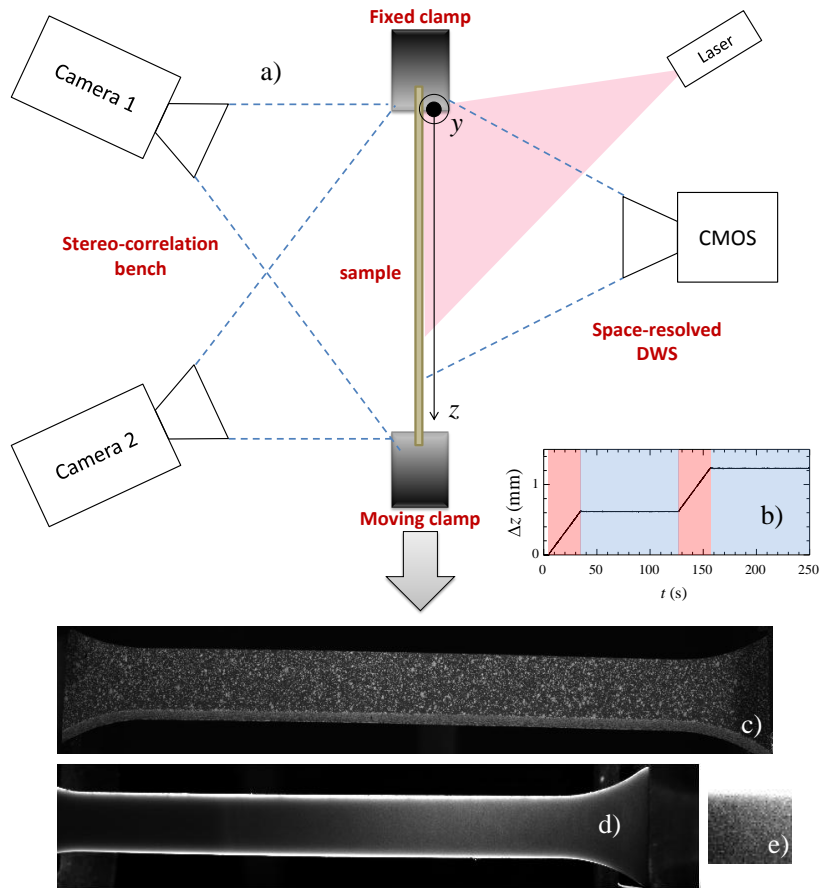 Fixed clamp
Camera 1
a)
Laser
y
Stereo-correlation
bench
sample
CMOS
Space-resolved
DWS
z
Camera 2
Moving clamp
1
0
Δz (mm)
b)
0 50 100 150 200 250
t (s)
c)
d)
e)